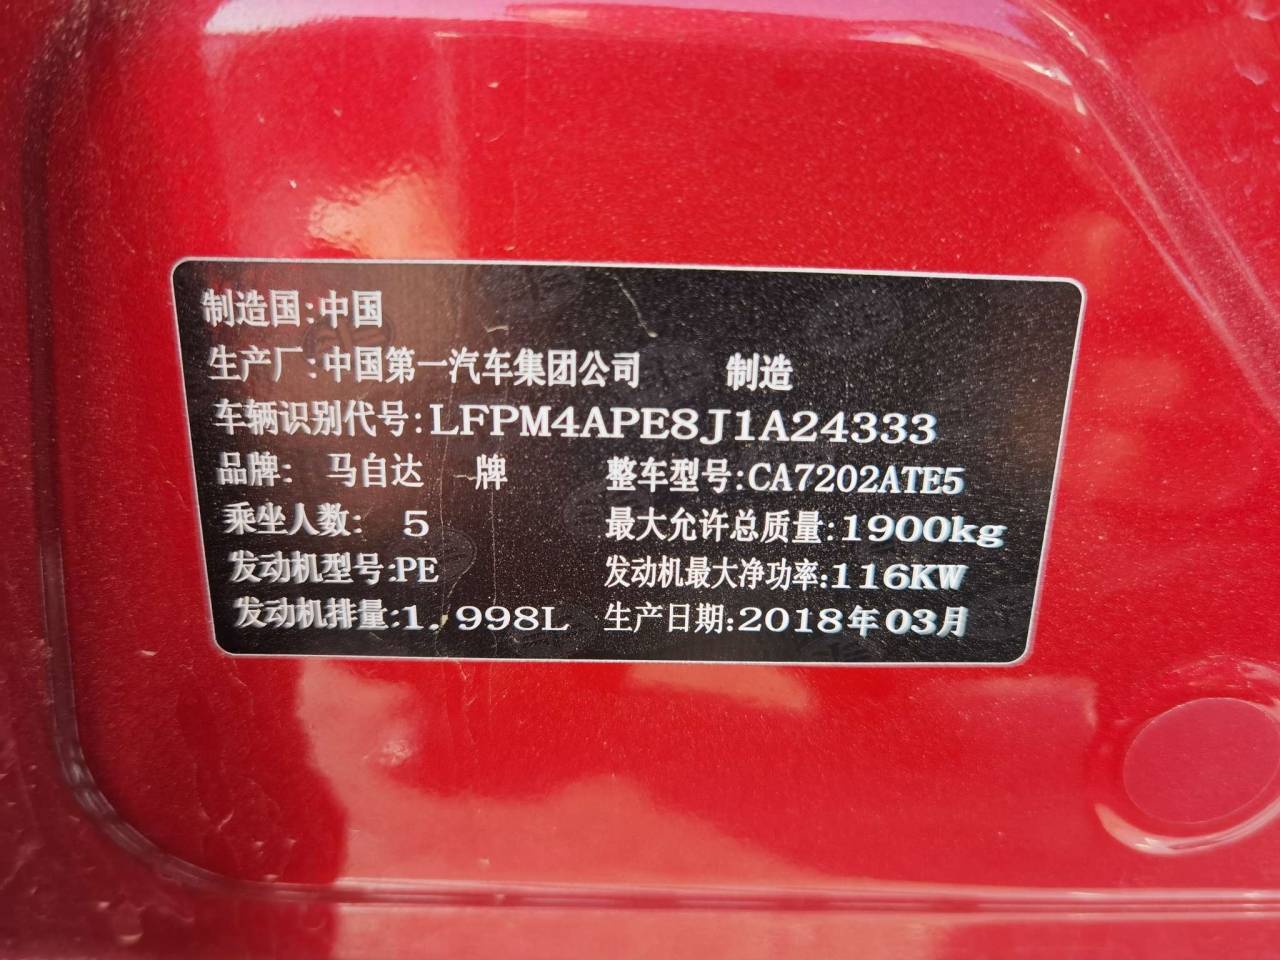 制造国:中国
生产厂:中国第一汽车集团公司 制造
车辆识别代号:LFPM4APE8J1A24333
品牌: 马自达 牌 整车型号:CA7202ATE5
乘坐人数: 5 最大允许总质量:1900kg
发动机型号:PE 发动机最大净功率:116KW
发动机排量:1.998L 生产日期:2018年03月